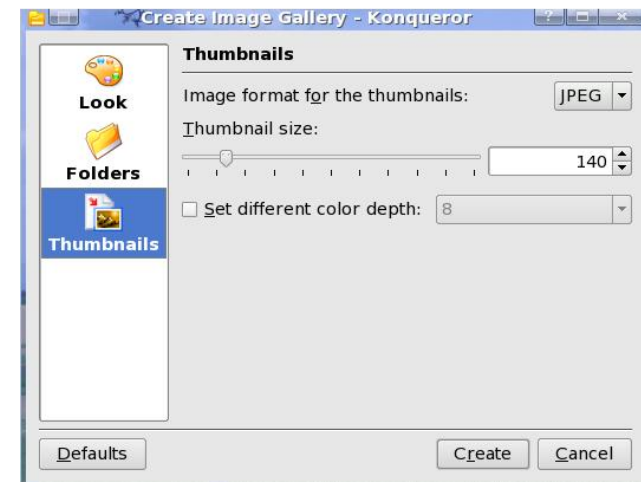 Create Image Gallery - Konqueror
Look
Folders
Thumbnails
Thumbnails
Image format for the thumbnails: JPEG
Thumbnail size:
140
Set different color depth: 8
Defaults Create Cancel